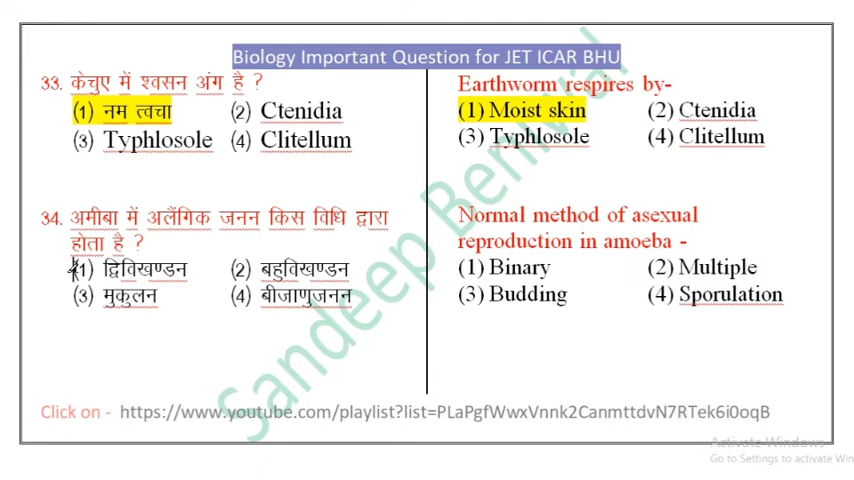 Biology Important Question for JET ICAR BHU
33. केचुए में श्वसन अंग है ?
(1) नम त्वचा (2) Ctenidia
(3) Typhlosole (4) Clitellum
34. अमीबा में अलैंगिक जनन किस विधि द्वारा
होता है ?
(1) द्विविखण्डन (2) बहुविखण्डन
(3) मुकुलन (4) बीजाणुजनन
Earthworm respires by-
(1) Moist skin (2) Ctenidia
(3) Typhlosole (4) Clitellum
Normal method of asexual
reproduction in amoeba -
(1) Binary (2) Multiple
(3) Budding (4) Sporulation
Sandeep Beniwal
Click on - https://www.youtube.com/playlist?list=PLaPgfWwxVnnk2CanmttdvN7RTek6i0oqB
Activate Windows
Go to Settings to activate Win